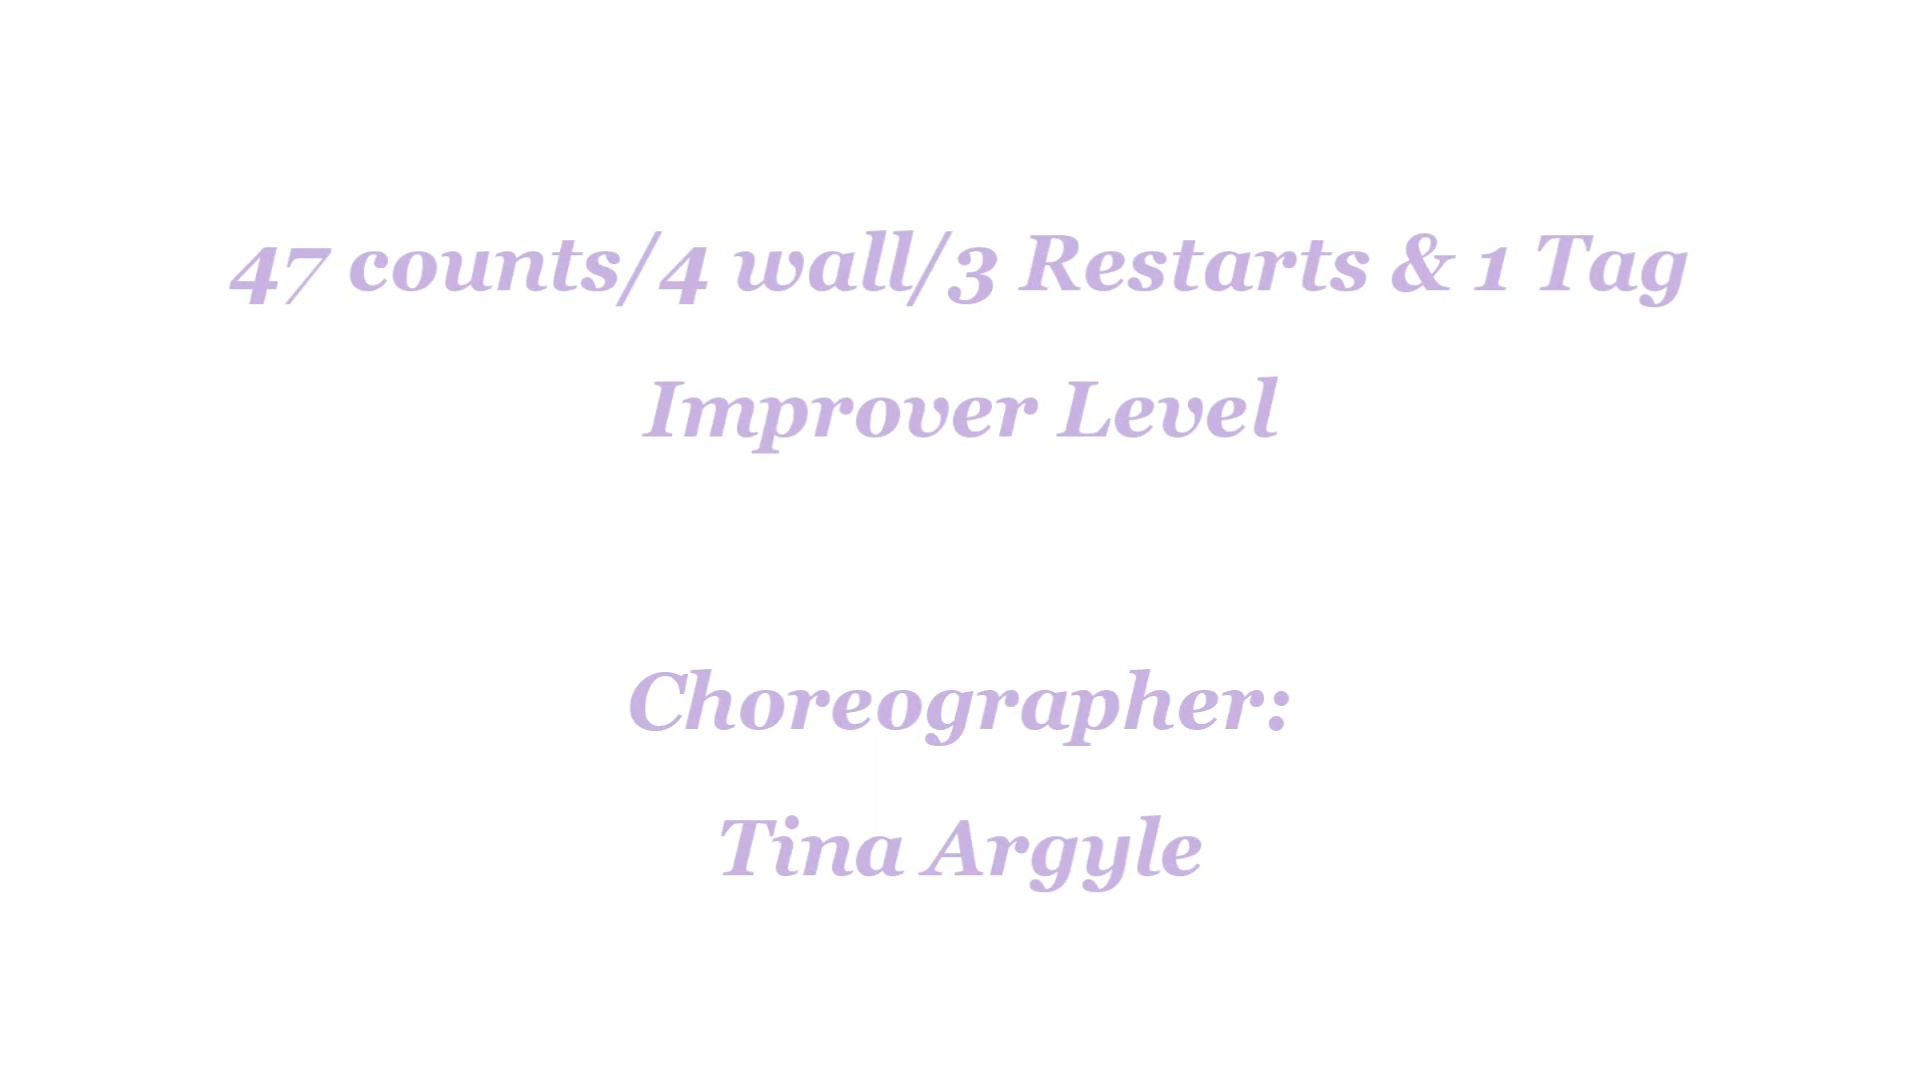 47 counts/4 wall/3 Restarts & 1 Tag
Improver Level
Choreographer:
Tina Argyle